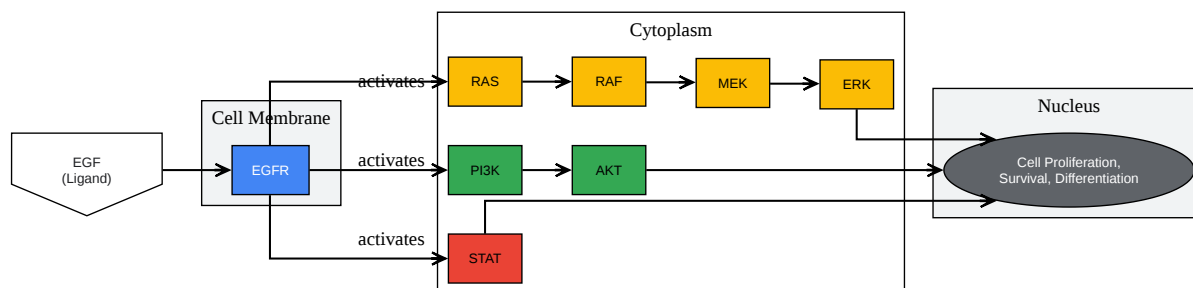 Cytoplasm
activates
RAS
RAF
MEK
ERK
Cell Membrane
Nucleus
EGF
(Ligand)
EGFR
activates
PI3K
AKT
Cell Proliferation,
Survival, Differentiation
activates
STAT